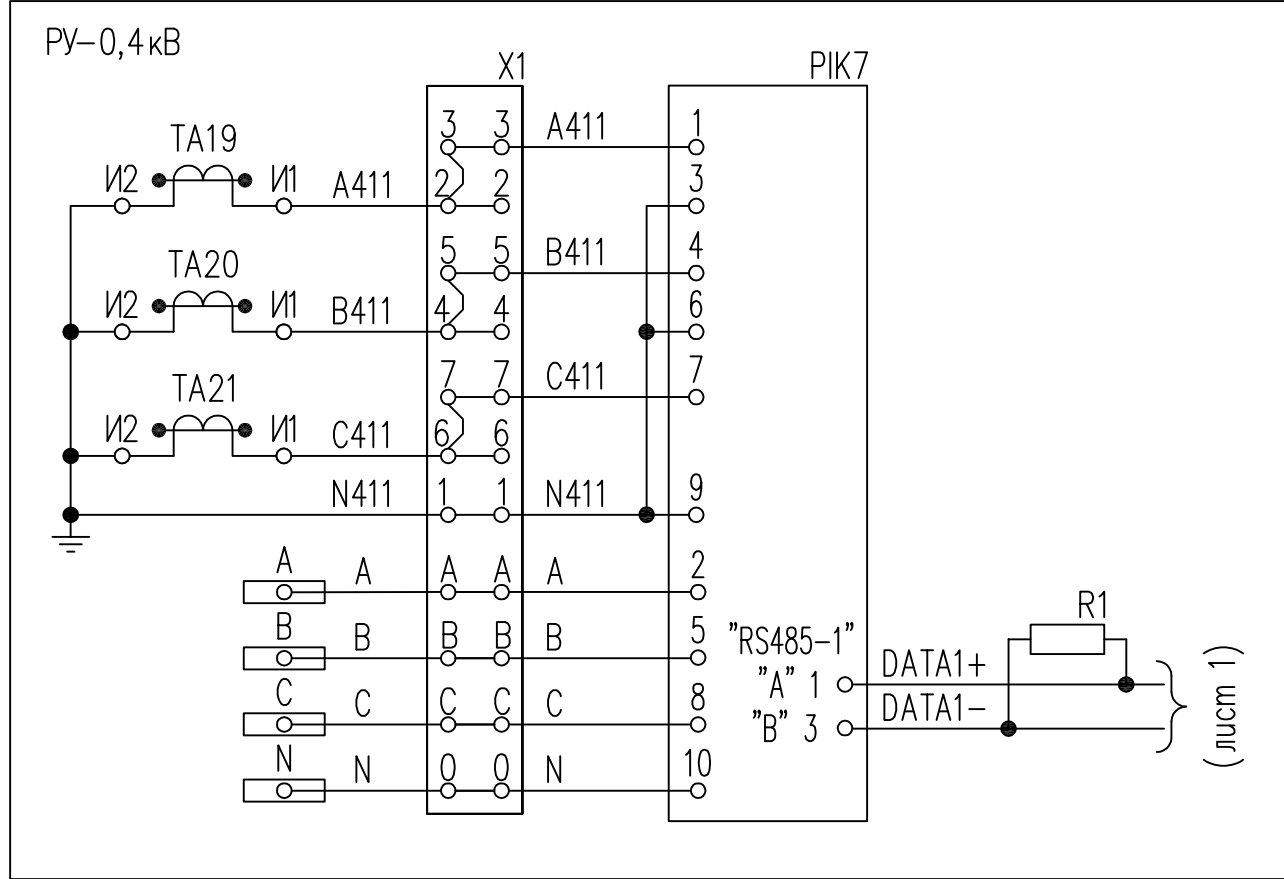 РУ-0,4кВ
X1
PIK7
3 3 A411 1
TA19
И2 И1 A411 2 2 3
5 5 B411 4
TA20
И2 И1 B411 4 4 6
7 7 C411 7
TA21
И2 И1 C411 6 6
N411 1 1 N411 9
A A A A A 2
B B B B B 5
C C C C C 8
N N 0 0 N 10
"RS485-1"
"A" 1 DATA1+
"B" 3 DATA1-
R1
(лист 1)